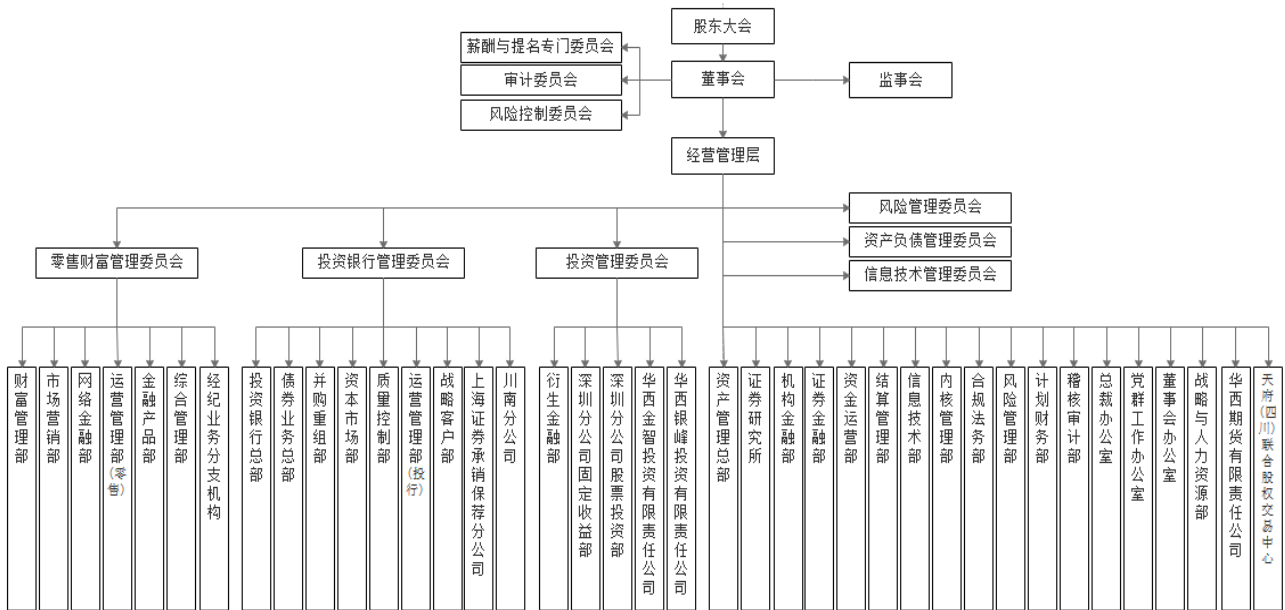 股东大会
薪酬与提名专门委员会
审计委员会
风险控制委员会
董事会
监事会
经营管理层
风险管理委员会
资产负债管理委员会
信息技术管理委员会
零售财富管理委员会
投资银行管理委员会
投资管理委员会
财富管理部
市场营销部
网络金融部
运营管理部(零售)
金融产品部
综合管理部
经纪业务分支机构
投资银行总部
债券业务总部
并购重组部
资本市场部
质量控制部
运营管理部(投行)
战略客户部
上海证券承销保荐分公司
川南分公司
衍生金融部
深圳分公司固定收益部
深圳分公司股票投资部
华西金智投资有限责任公司
华西银峰投资有限责任公司
资产管理总部
证券研究所
机构金融部
证券金融部
资金运营部
结算管理部
信息技术部
内核管理部
合规法务部
风险管理部
计划财务部
稽核审计部
总裁办公室
党群工作办公室
董事会办公室
战略与人力资源部
华西期货有限责任公司
天府(四川)联合股权交易中心